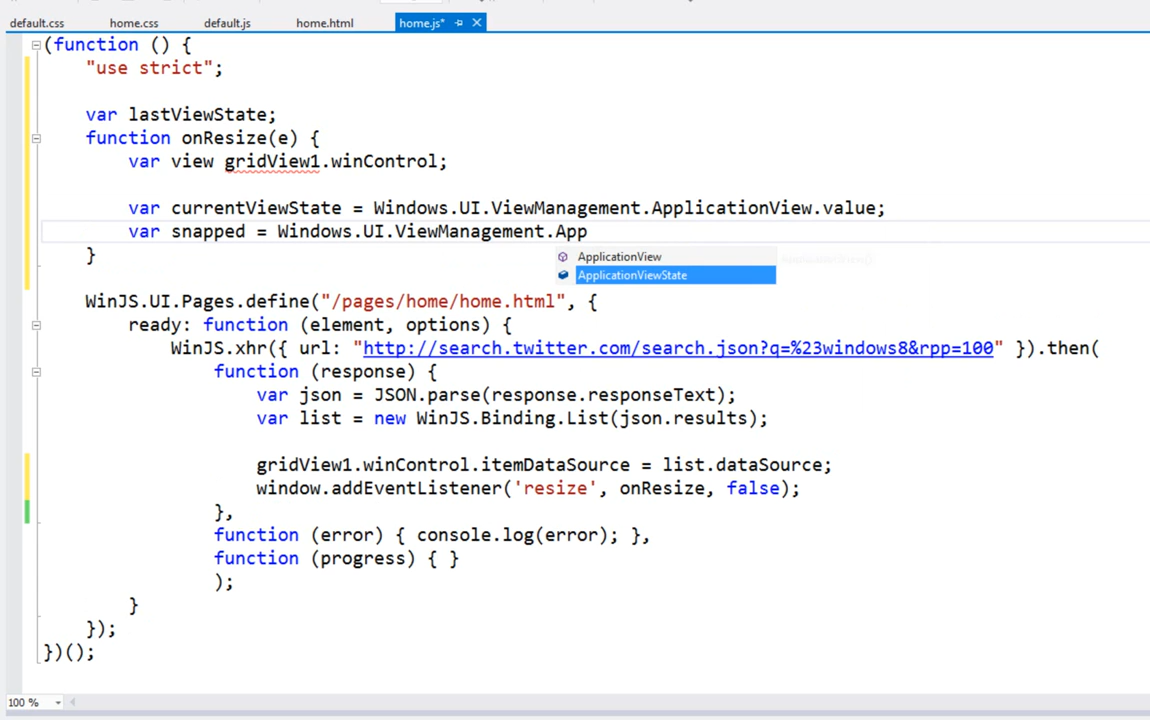 default.css home.css default.js home.html home.js*
(function () {
"use strict";
var lastViewState;
function onResize(e) {
var view gridView1.winControl;
var currentViewState = Windows.UI.ViewManagement.ApplicationView.value;
var snapped = Windows.UI.ViewManagement.App
ApplicationView
ApplicationViewState
}
WinJS.UI.Pages.define("/pages/home/home.html", {
ready: function (element, options) {
WinJS.xhr({ url: "http://search.twitter.com/search.json?q=%23windows8&rpp=100" }).then(
function (response) {
var json = JSON.parse(response.responseText);
var list = new WinJS.Binding.List(json.results);
gridView1.winControl.itemDataSource = list.dataSource;
window.addEventListener('resize', onResize, false);
},
function (error) { console.log(error); },
function (progress) { }
);
}
});
})();
100 %